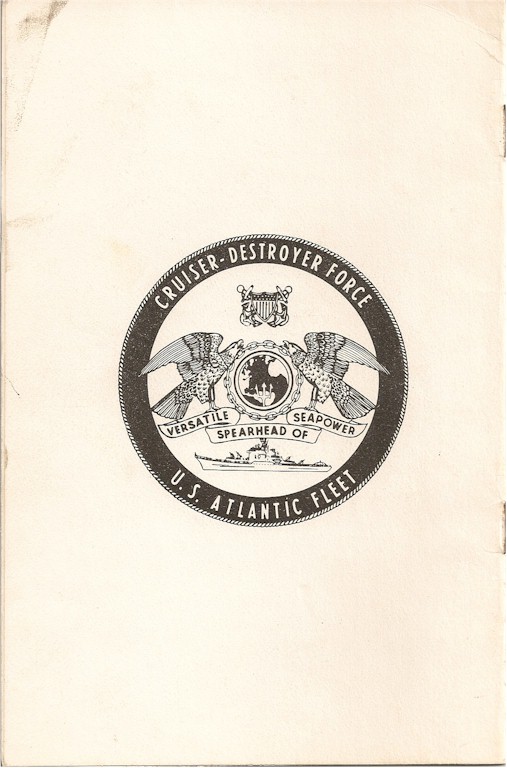 CRUISER-DESTROYER FORCE
VERSATILE
SPEARHEAD OF
SEAPOWER
U.S. ATLANTIC FLEET